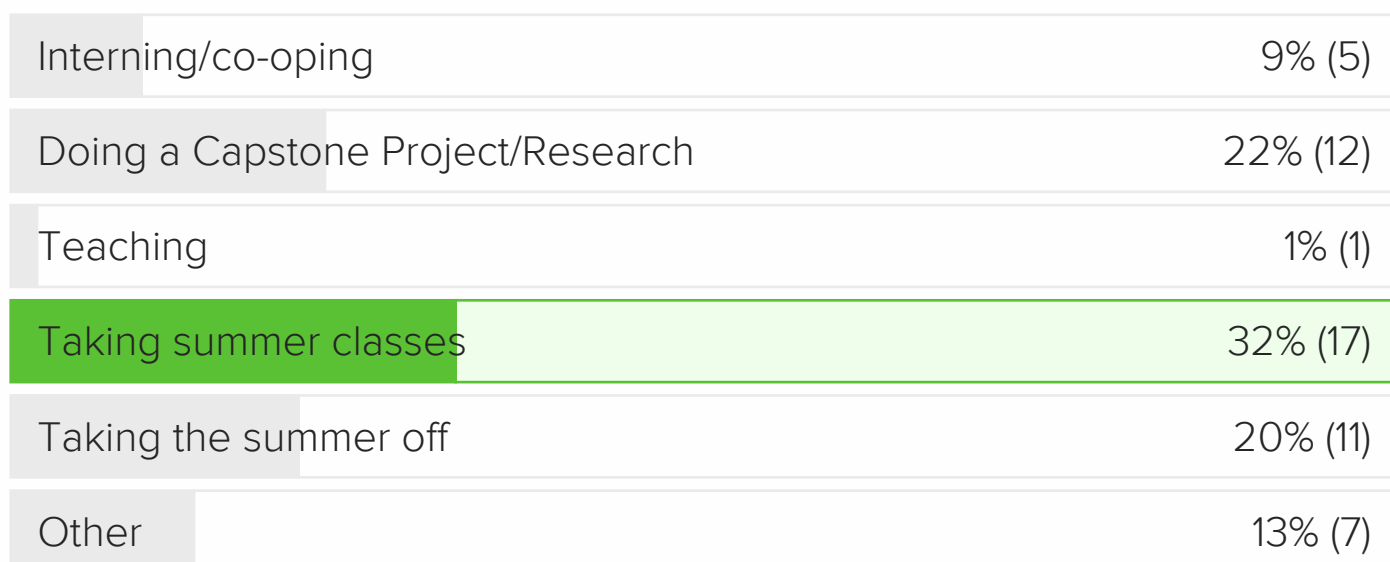 Interning/co-oping 9% (5)
Doing a Capstone Project/Research 22% (12)
Teaching 1% (1)
Taking summer classes 32% (17)
Taking the summer off 20% (11)
Other 13% (7)